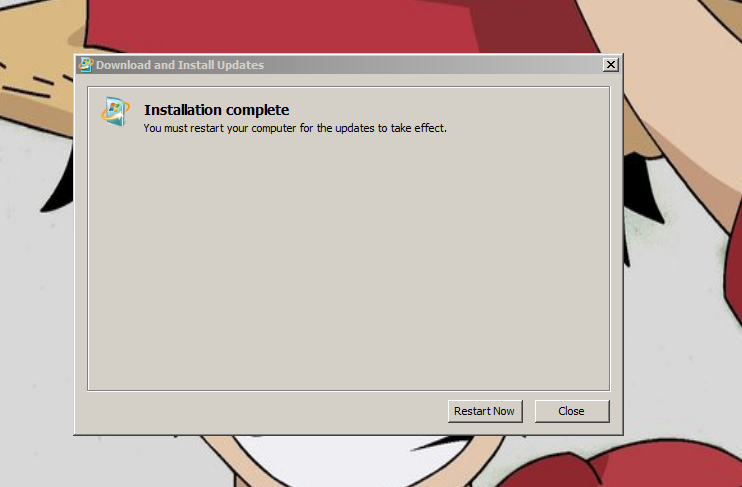 Download and Install Updates
Installation complete
You must restart your computer for the updates to take effect.
Restart Now
Close